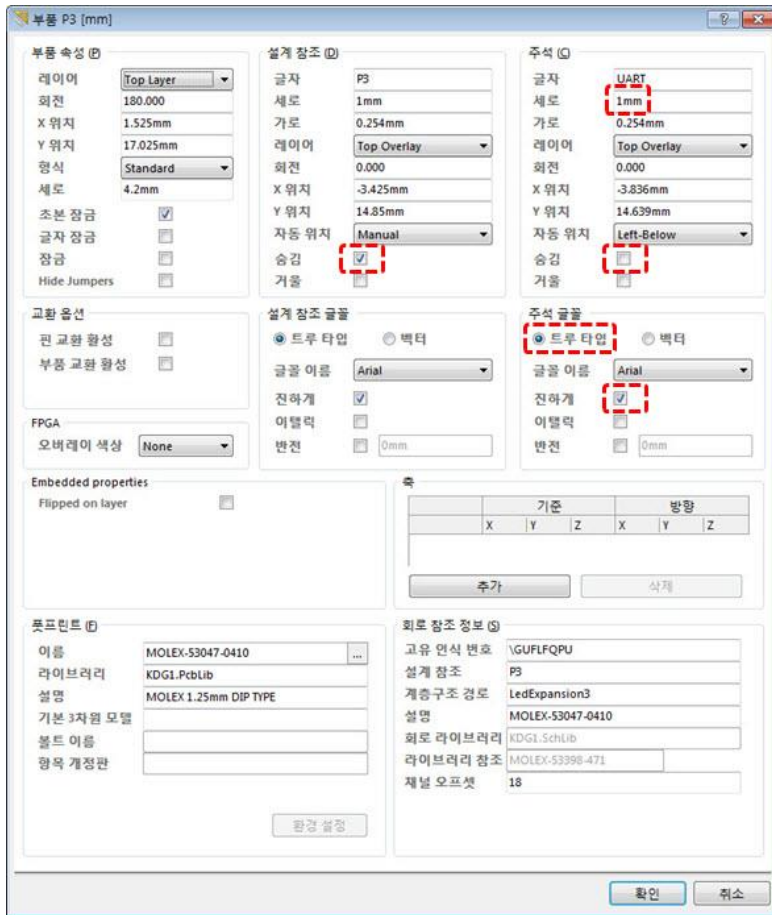 부품 P3 [mm]
부품 속성 (P)
레이어 Top Layer
회전 180.000
X 위치 1.525mm
Y 위치 17.025mm
형식 Standard
세로 4.2mm
초본 잠금
글자 잠금
잠금
Hide Jumpers
설계 참조 (D)
글자 P3
세로 1mm
가로 0.254mm
레이어 Top Overlay
회전 0.000
X 위치 -3.425mm
Y 위치 14.85mm
자동 위치 Manual
숨김
거울
주석 (C)
글자 UART
세로 1mm
가로 0.254mm
레이어 Top Overlay
회전 0.000
X 위치 -3.836mm
Y 위치 14.639mm
자동 위치 Left-Below
숨김
거울
교환 옵션
핀 교환 활성
부품 교환 활성
FPGA
오버레이 색상 None
설계 참조 글꼴
트루 타입 벡터
글꼴 이름 Arial
진하게
이탤릭
반전 0mm
주석 글꼴
트루 타입 벡터
글꼴 이름 Arial
진하게
이탤릭
반전 0mm
Embedded properties
Flipped on layer
축
기준 방향
X Y Z X Y Z
추가 삭제
풋프린트 (F)
이름 MOLEX-53047-0410 ...
라이브러리 KDG1.PcbLib
설명 MOLEX 1.25mm DIP TYPE
기본 3차원 모델
볼트 이름
항목 개정판
환경 설정
회로 참조 정보 (S)
고유 인식 번호 \GUFLFQPU
설계 참조 P3
계층구조 경로 LedExpansion3
설명 MOLEX-53047-0410
회로 라이브러리 KDG1.SchLib
라이브러리 참조 MOLEX-53398-471
채널 오프셋 18
확인 취소